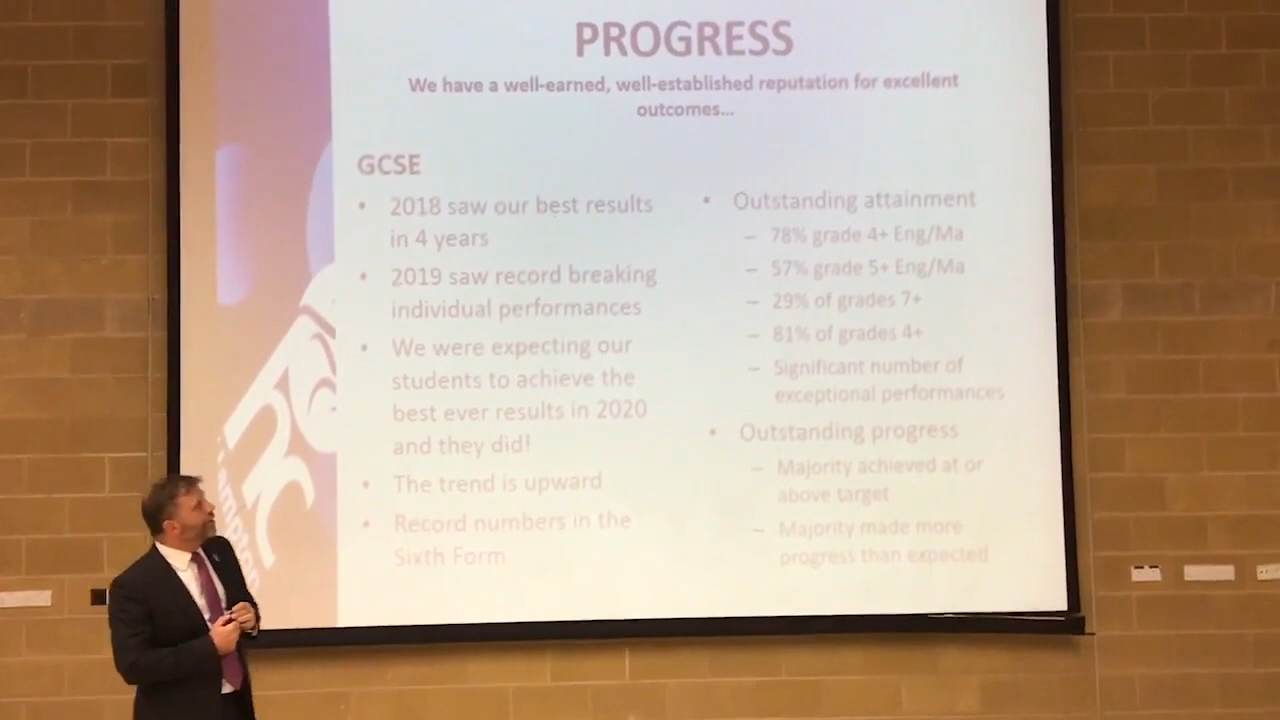 PROGRESS
We have a well-earned, well-established reputation for excellent
outcomes...
GCSE
• 2018 saw our best results
in 4 years
• 2019 saw record breaking
individual performances
• We were expecting our
students to achieve the
best ever results in 2020
and they did!
• The trend is upward
• Record numbers in the
Sixth Form
• Outstanding attainment
– 78% grade 4+ Eng/Ma
– 57% grade 5+ Eng/Ma
– 29% of grades 7+
– 81% of grades 4+
– Significant number of
exceptional performances
• Outstanding progress
– Majority achieved at or
above target
– Majority made more
progress than expected